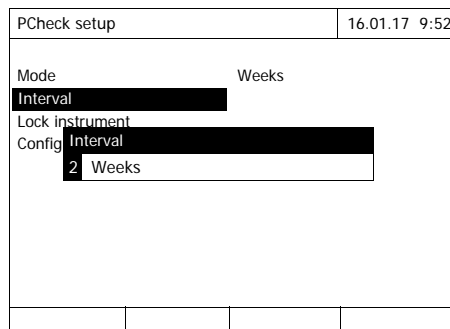 PCheck setup 16.01.17 9:52
Mode Weeks
Interval
Lock instrument
Config
Interval
2 Weeks